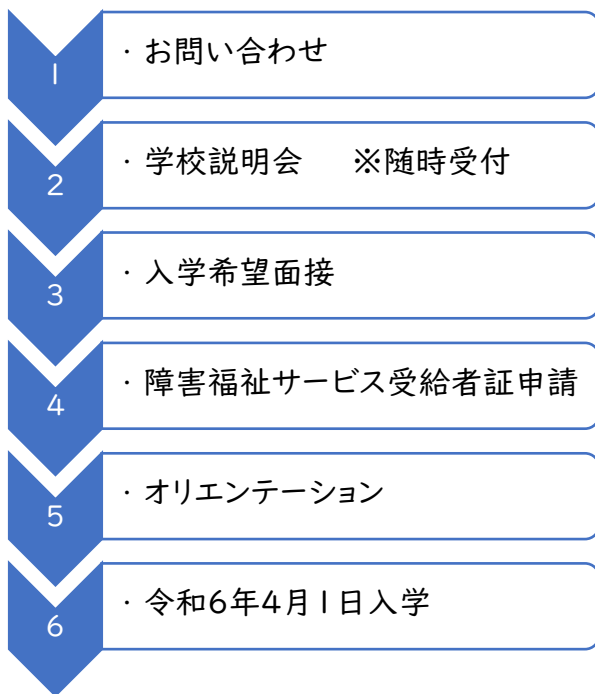 1
・お問い合わせ
2
・学校説明会　※随時受付
3
・入学希望面接
4
・障害福祉サービス受給者証申請
5
・オリエンテーション
6
・令和6年4月1日入学